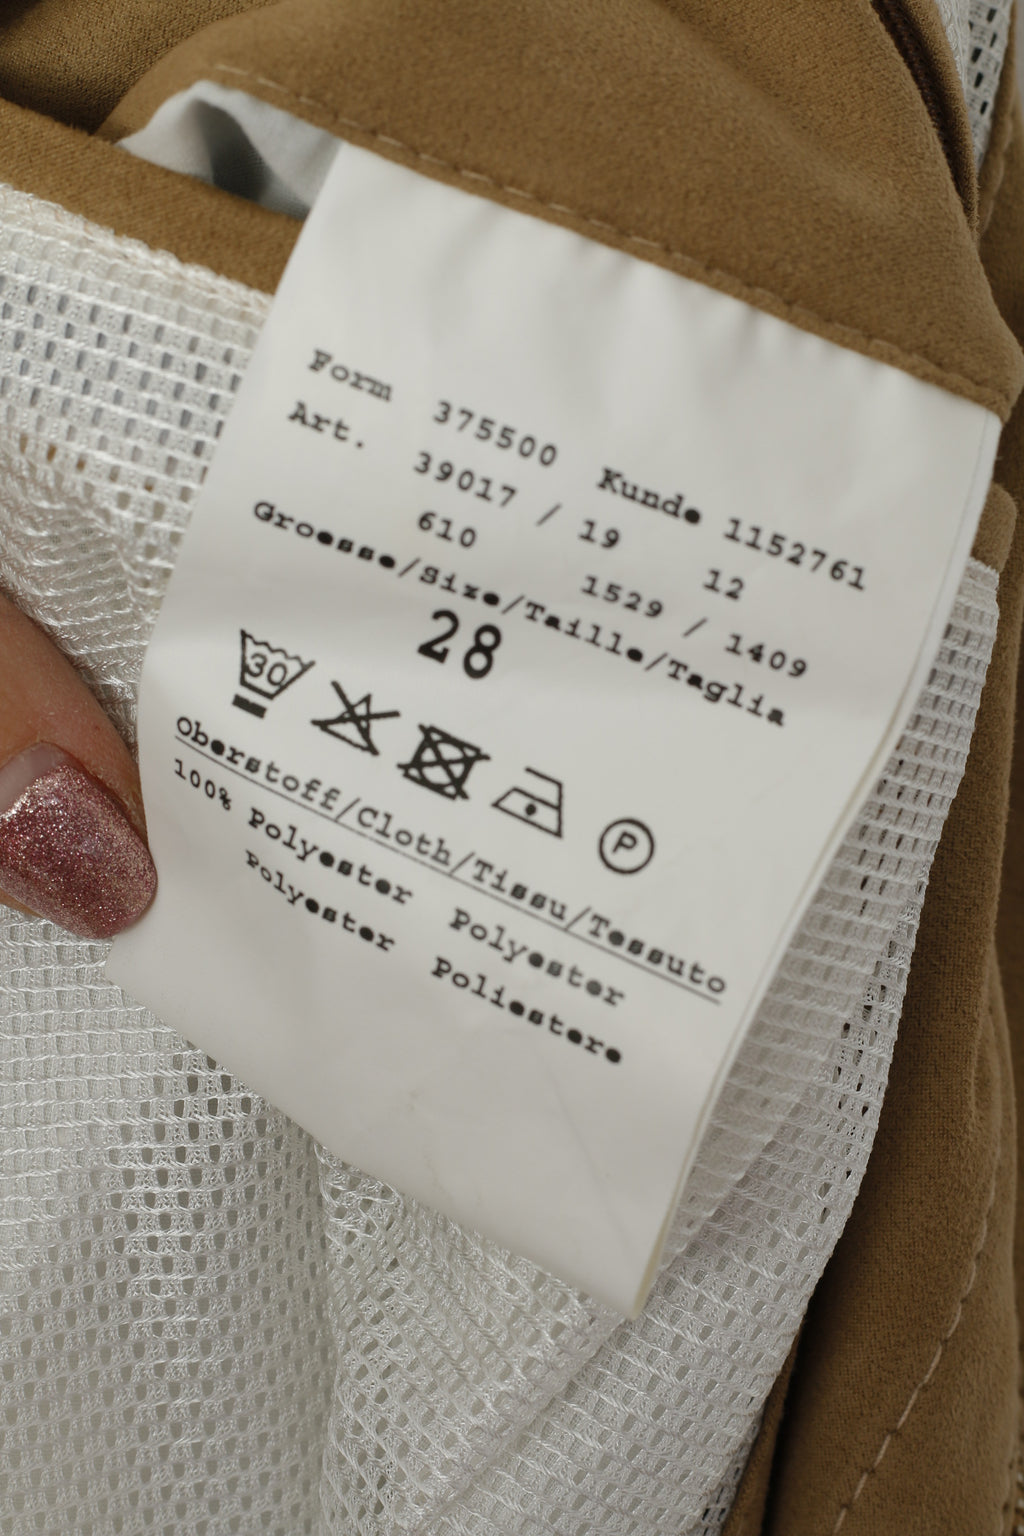 Form 375500 Kunde 1152761
Art. 39017 / 19 12
610 1529 / 1409
Groesse/Size/Taille/Taglia
28
30 P
Oberstoff/Cloth/Tissu/Tessuto
100% Polyester Polyester
Polyester Poliestere